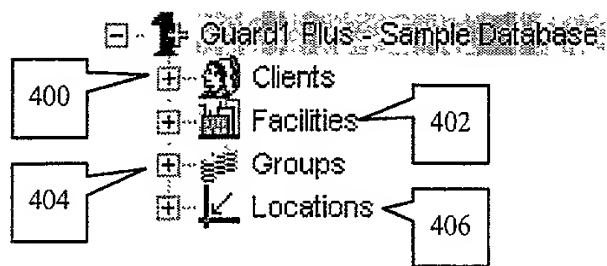 Guard1 Plus - Sample Database
400
Clients
Facilities
402
404
Groups
Locations
406